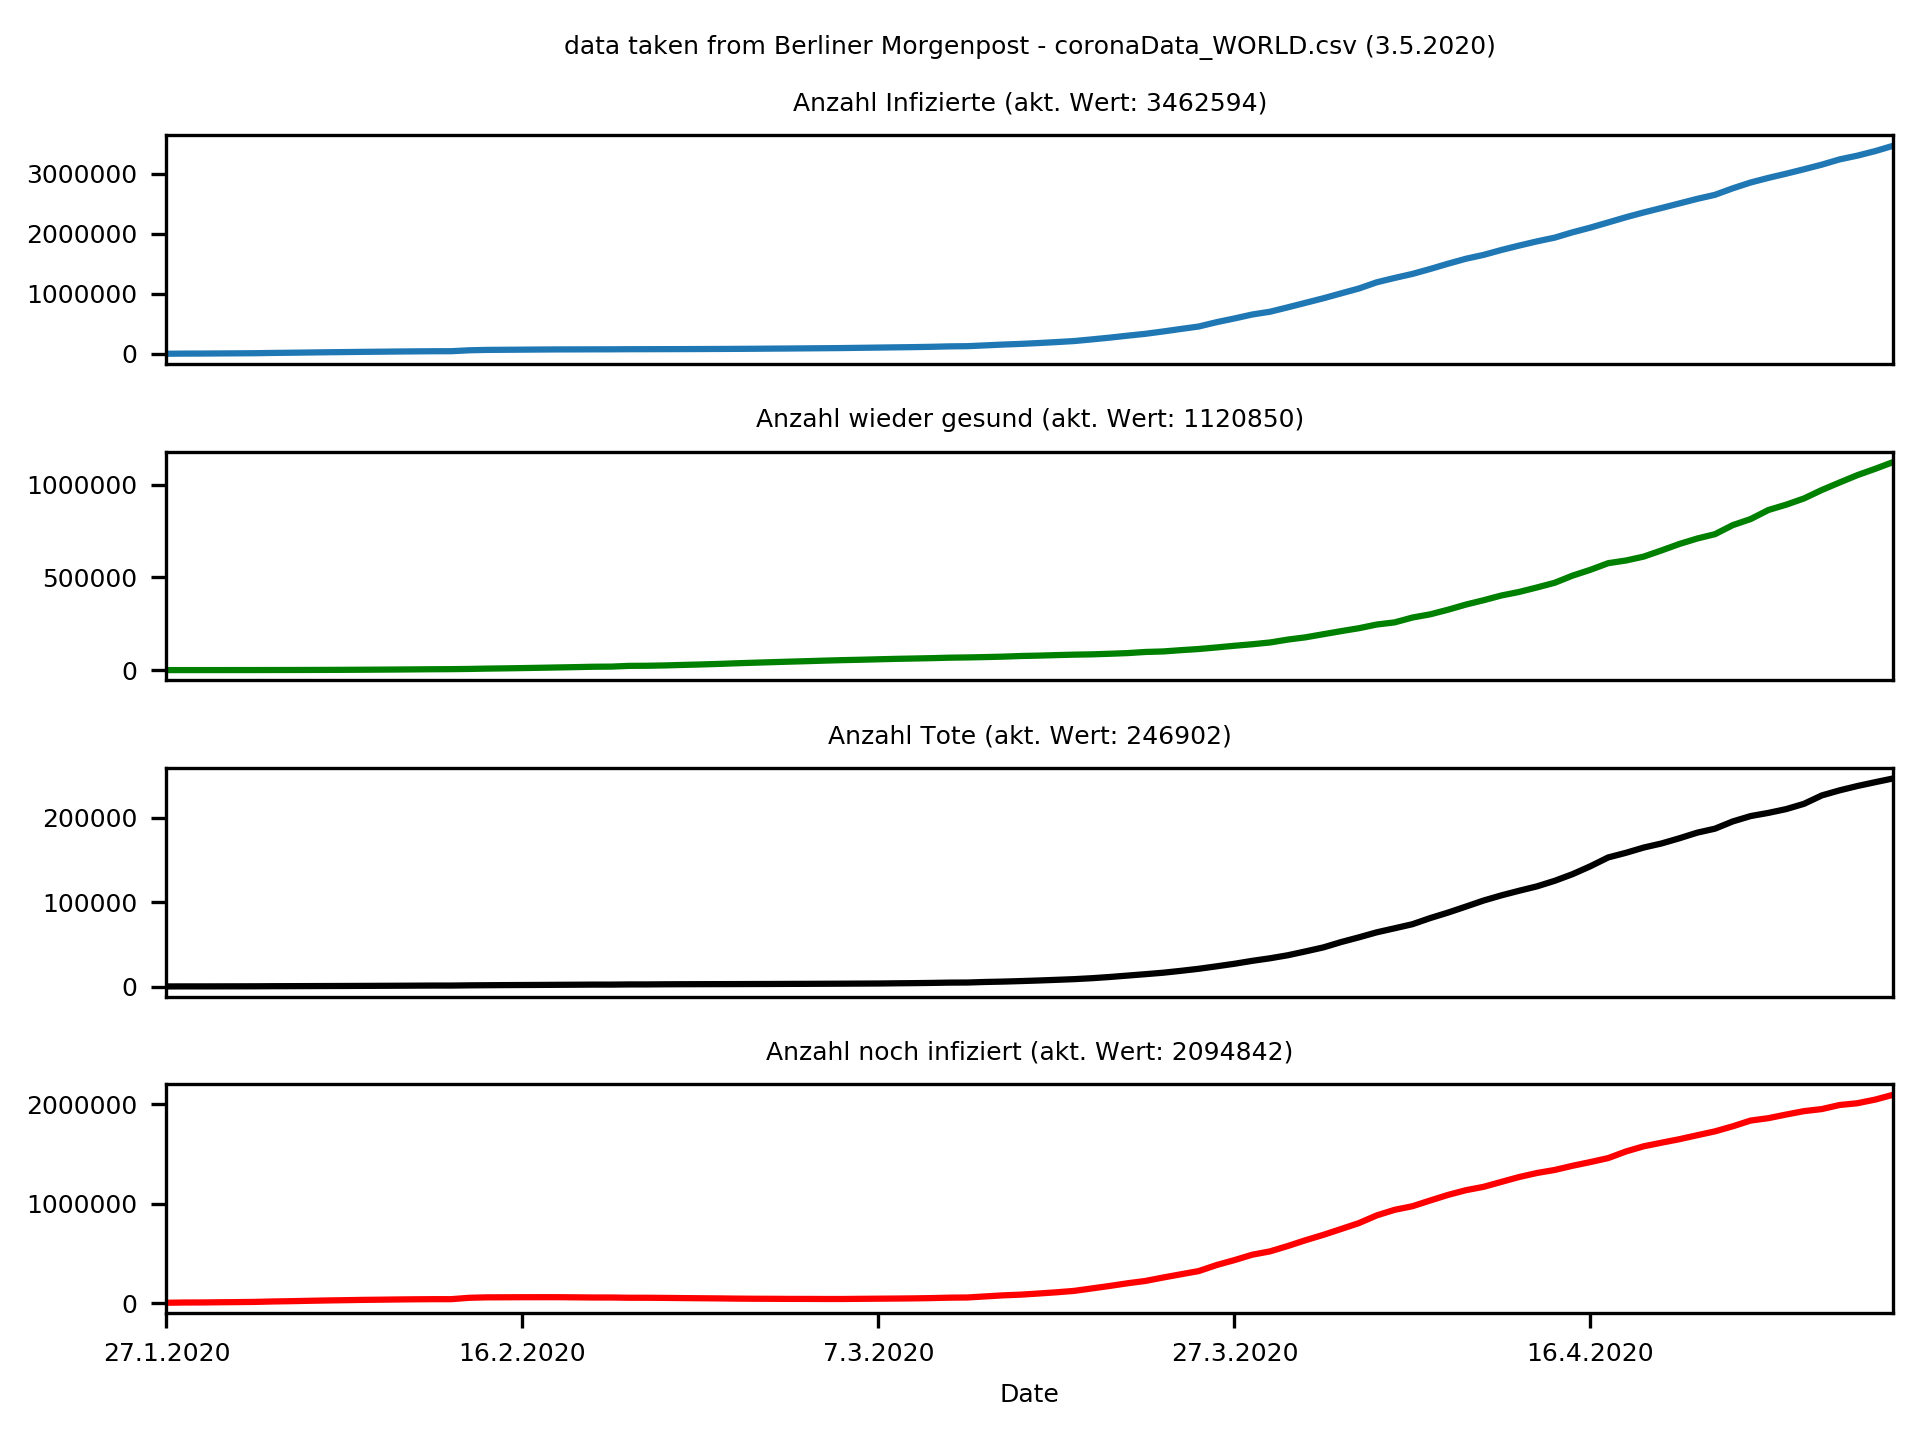 data taken from Berliner Morgenpost - coronaData_WORLD.csv (3.5.2020)
Anzahl Infizierte (akt. Wert: 3462594)
3000000
2000000
1000000
0
Anzahl wieder gesund (akt. Wert: 1120850)
1000000
500000
0
Anzahl Tote (akt. Wert: 246902)
200000
100000
0
Anzahl noch infiziert (akt. Wert: 2094842)
2000000
1000000
0
27.1.2020 16.2.2020 7.3.2020 27.3.2020 16.4.2020
Date